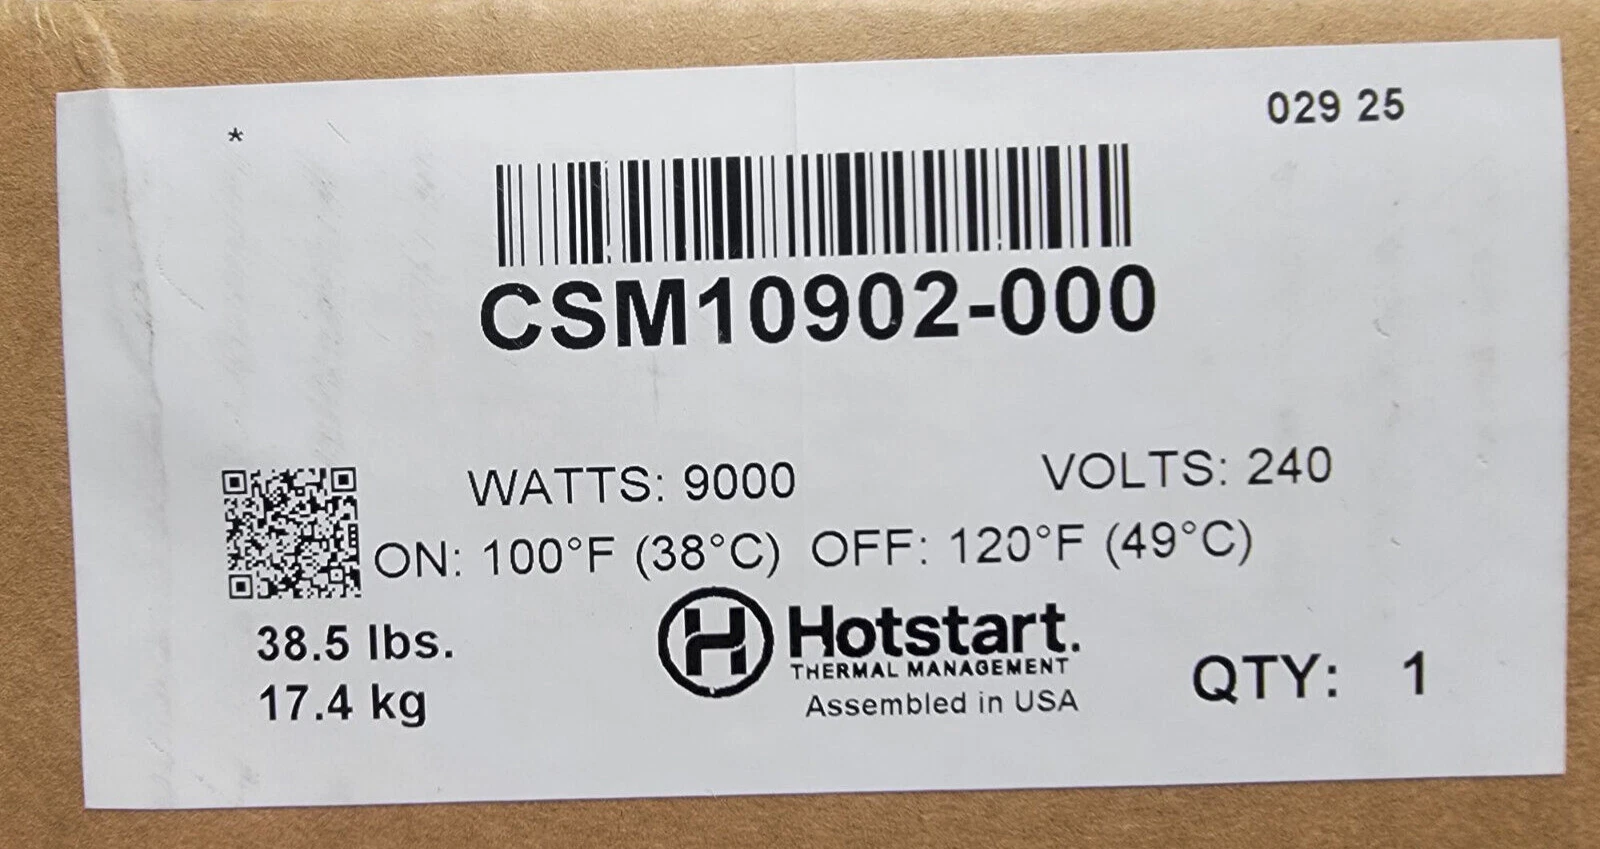 029 25
*
CSM10902-000
WATTS: 9000 VOLTS: 240
ON: 100°F (38°C) OFF: 120°F (49°C)
38.5 lbs.
17.4 kg
H Hotstart.
THERMAL MANAGEMENT
Assembled in USA
QTY: 1